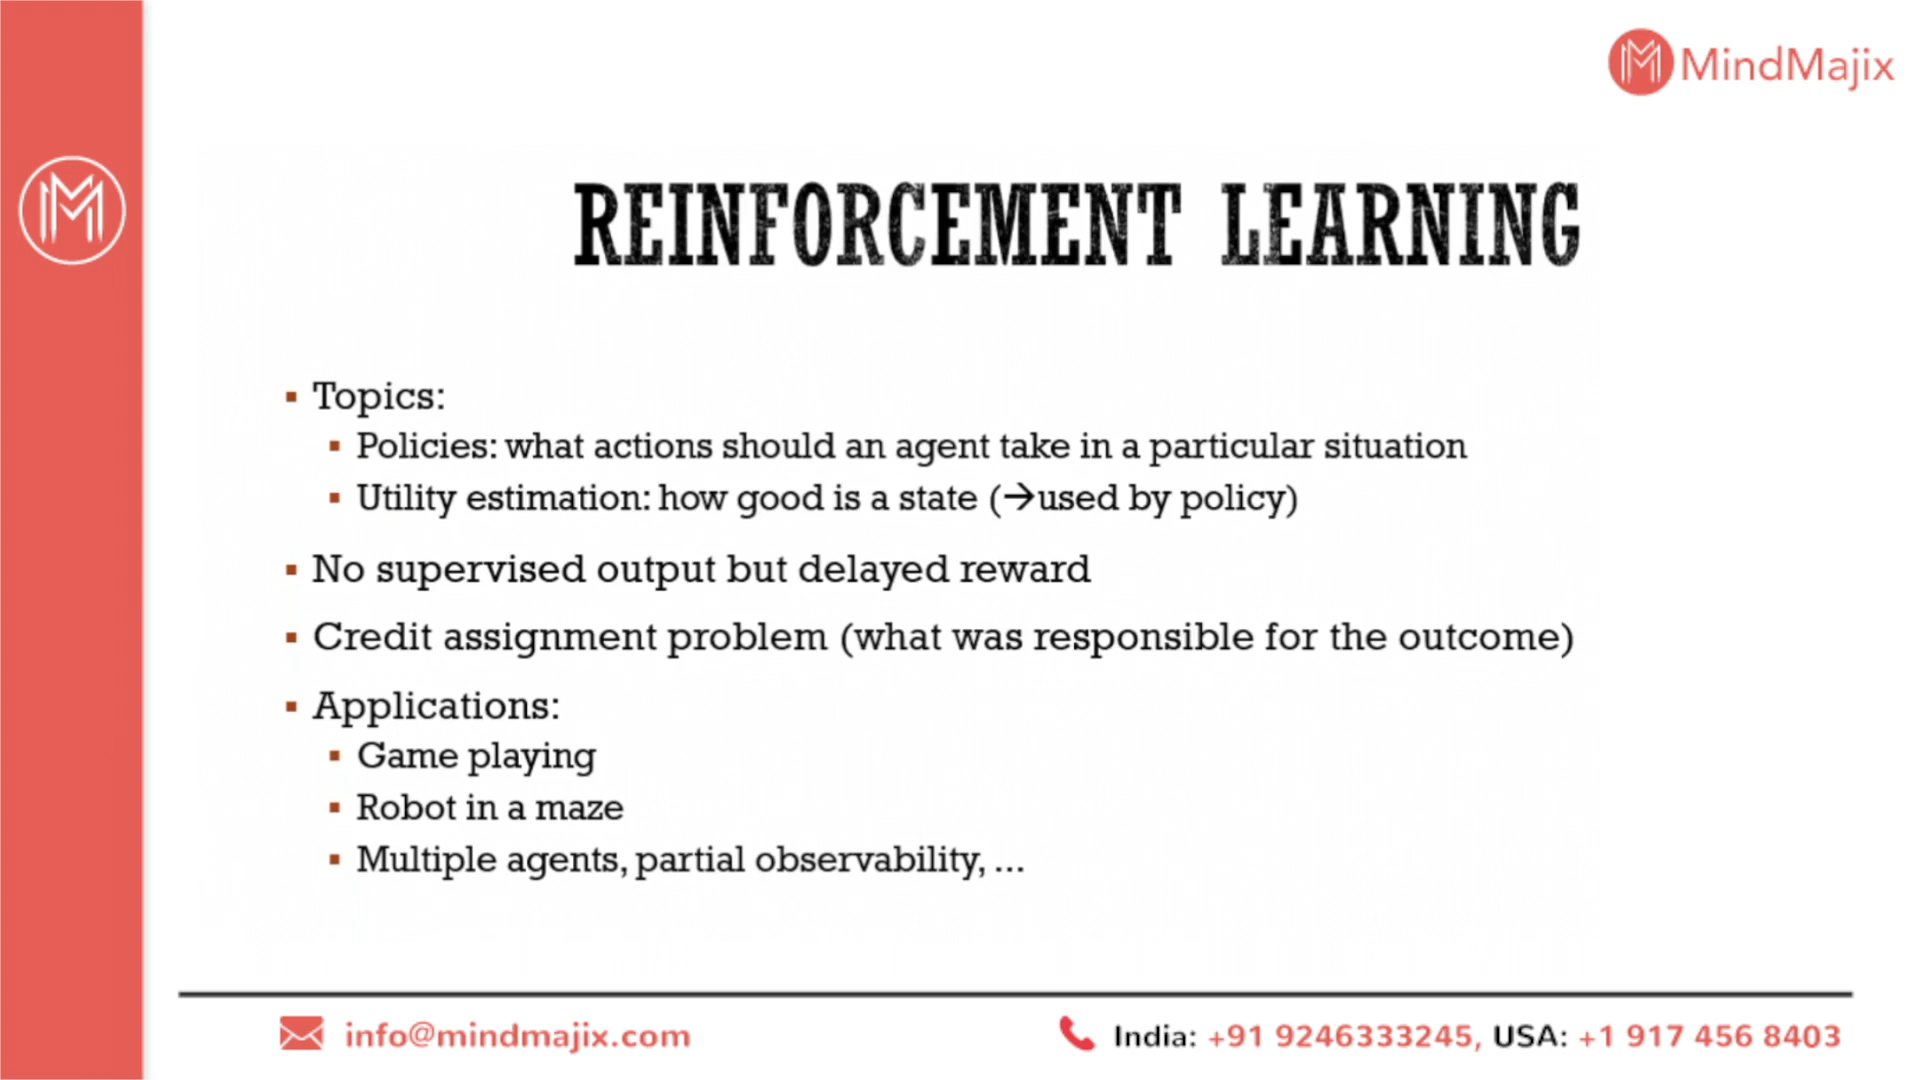 MindMajix
REINFORCEMENT LEARNING
▪ Topics:
▪ Policies: what actions should an agent take in a particular situation
▪ Utility estimation: how good is a state (→used by policy)
▪ No supervised output but delayed reward
▪ Credit assignment problem (what was responsible for the outcome)
▪ Applications:
▪ Game playing
▪ Robot in a maze
▪ Multiple agents, partial observability, ...
info@mindmajix.com
India: +91 9246333245, USA: +1 917 456 8403